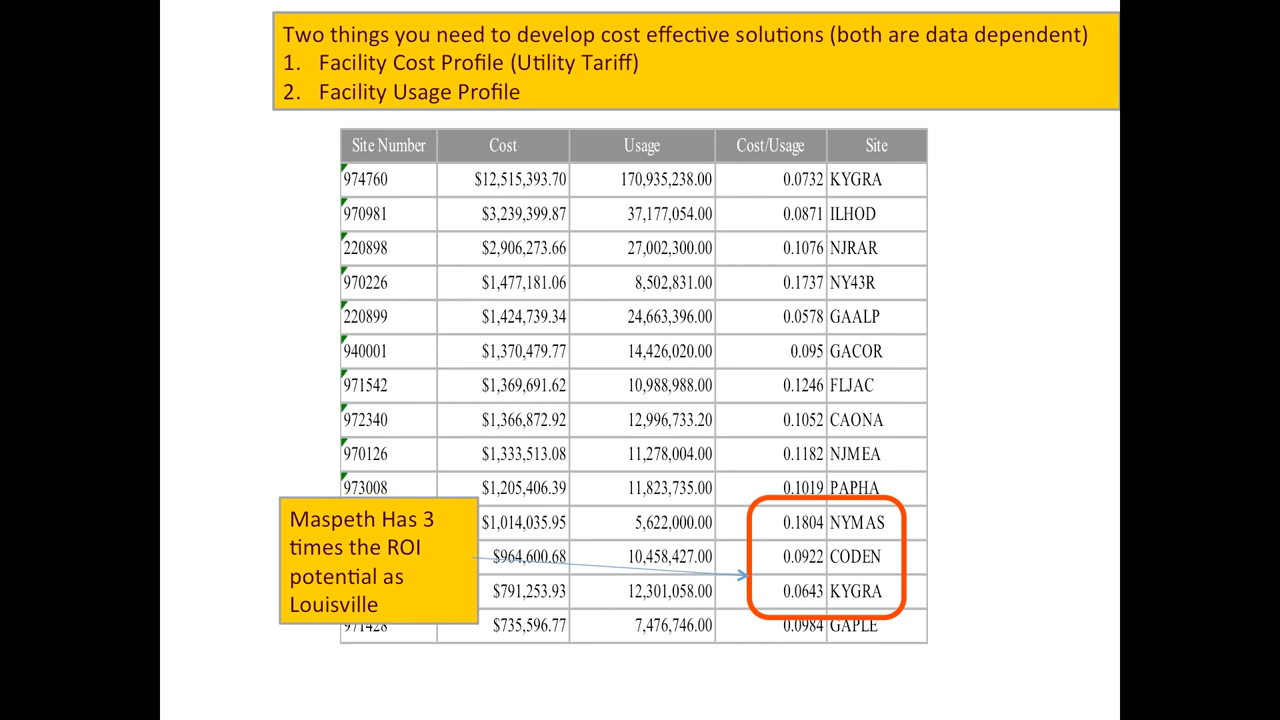 Two things you need to develop cost effective solutions (both are data dependent)
1. Facility Cost Profile (Utility Tariff)
2. Facility Usage Profile
Site Number Cost Usage Cost/Usage Site
974760 $12,515,393.70 170,935,238.00 0.0732 KYGRA
970981 $3,239,399.87 37,177,054.00 0.0871 ILHOD
220898 $2,906,273.66 27,002,300.00 0.1076 NJRAR
970226 $1,477,181.06 8,502,831.00 0.1737 NY43R
220899 $1,424,739.34 24,663,396.00 0.0578 GAALP
940001 $1,370,479.77 14,426,020.00 0.095 GACOR
971542 $1,369,691.62 10,988,988.00 0.1246 FLJAC
972340 $1,366,872.92 12,996,733.20 0.1052 CAONA
970126 $1,333,513.08 11,278,004.00 0.1182 NJMEA
973008 $1,205,406.39 11,823,735.00 0.1019 PAPHA
$1,014,035.95 5,622,000.00 0.1804 NYMAS
$964,600.68 10,458,427.00 0.0922 CODEN
$791,253.93 12,301,058.00 0.0643 KYGRA
971428 $735,596.77 7,476,746.00 0.0984 GAPLE
Maspeth Has 3
times the ROI
potential as
Louisville